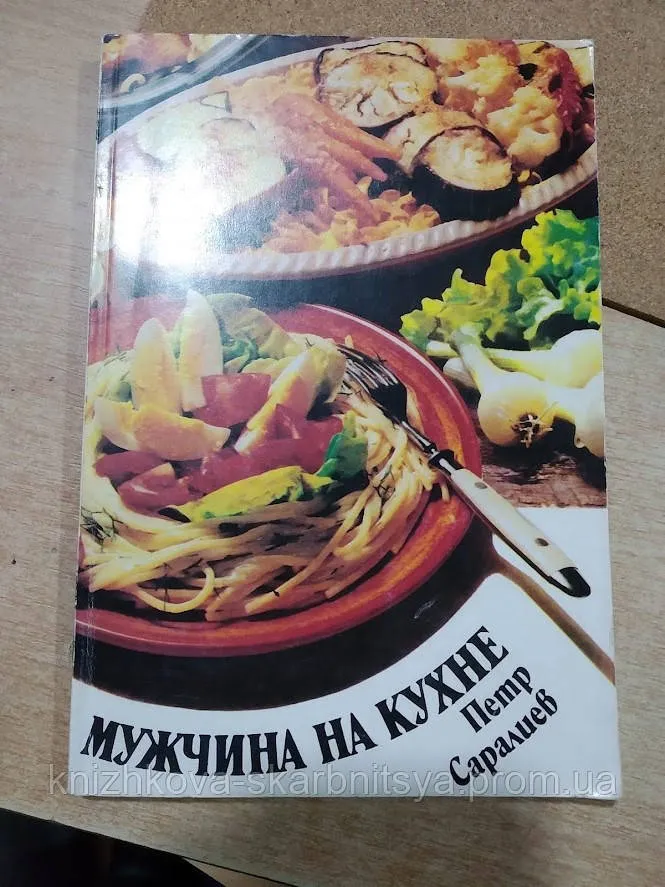 МУЖЧИНА НА КУХНЕ
Петр
Саралиев
knizhkova-skarbnitsya.prom.ua